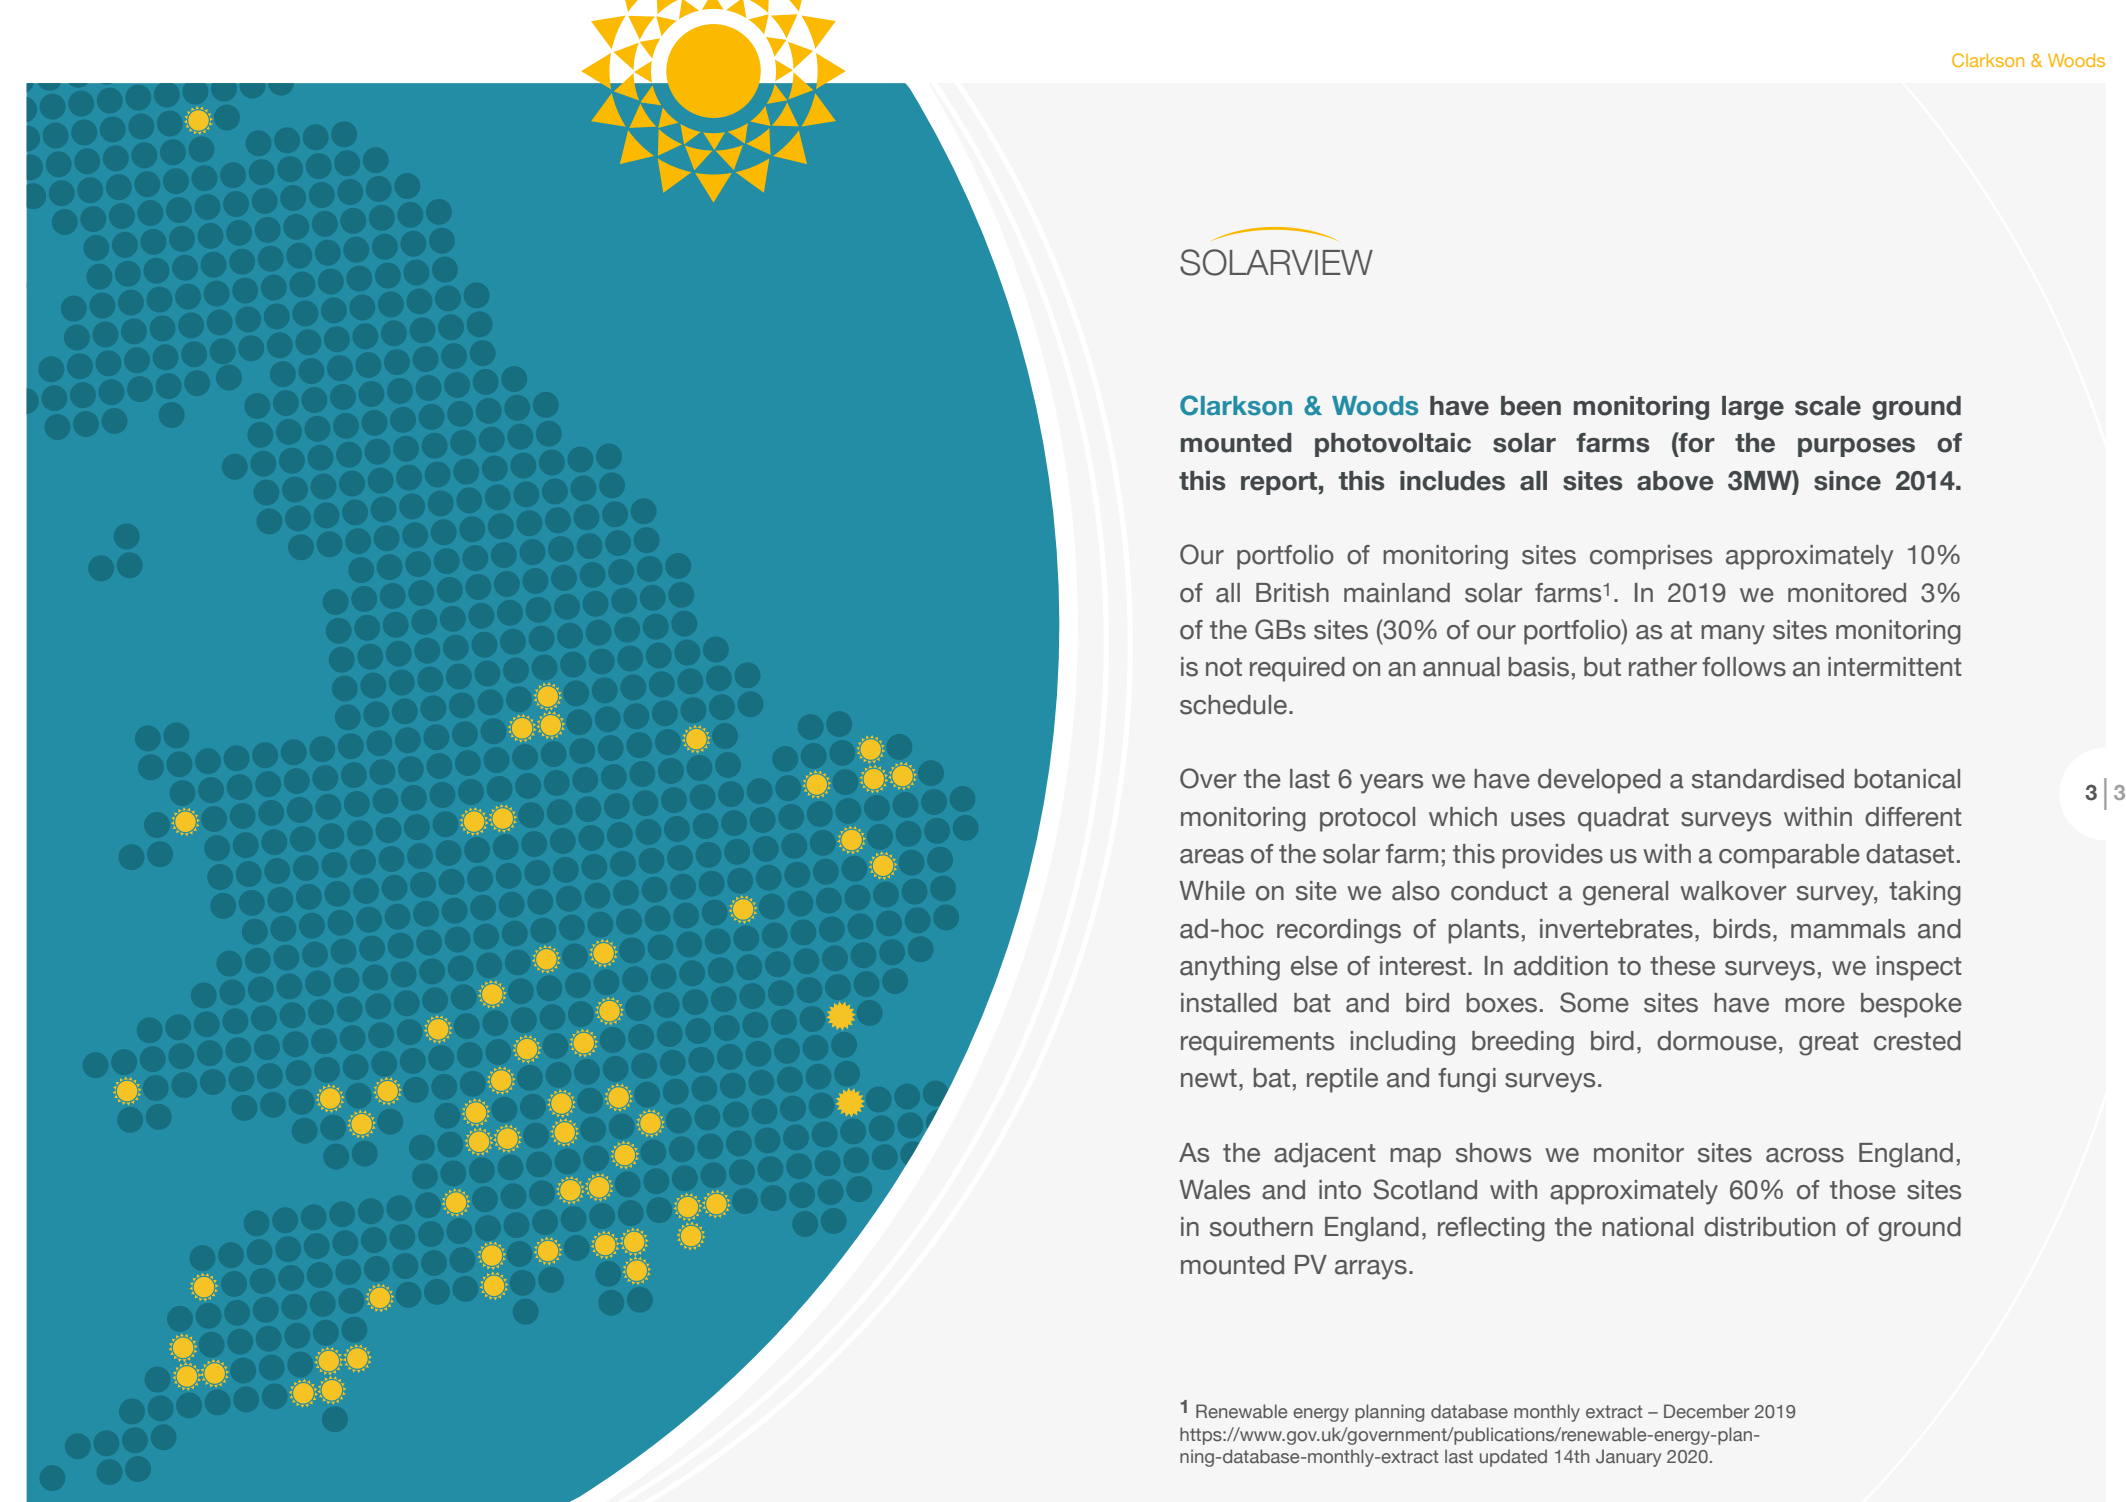 Clarkson & Woods
SOLARVIEW
Clarkson & Woods have been monitoring large scale ground
mounted photovoltaic solar farms (for the purposes of
this report, this includes all sites above 3MW) since 2014.
Our portfolio of monitoring sites comprises approximately 10%
of all British mainland solar farms¹. In 2019 we monitored 3%
of the GBs sites (30% of our portfolio) as at many sites monitoring
is not required on an annual basis, but rather follows an intermittent
schedule.
Over the last 6 years we have developed a standardised botanical
monitoring protocol which uses quadrat surveys within different
areas of the solar farm; this provides us with a comparable dataset.
While on site we also conduct a general walkover survey, taking
ad-hoc recordings of plants, invertebrates, birds, mammals and
anything else of interest. In addition to these surveys, we inspect
installed bat and bird boxes. Some sites have more bespoke
requirements including breeding bird, dormouse, great crested
newt, bat, reptile and fungi surveys.
As the adjacent map shows we monitor sites across England,
Wales and into Scotland with approximately 60% of those sites
in southern England, reflecting the national distribution of ground
mounted PV arrays.
3 | 3
¹ Renewable energy planning database monthly extract – December 2019
https://www.gov.uk/government/publications/renewable-energy-plan-
ning-database-monthly-extract last updated 14th January 2020.